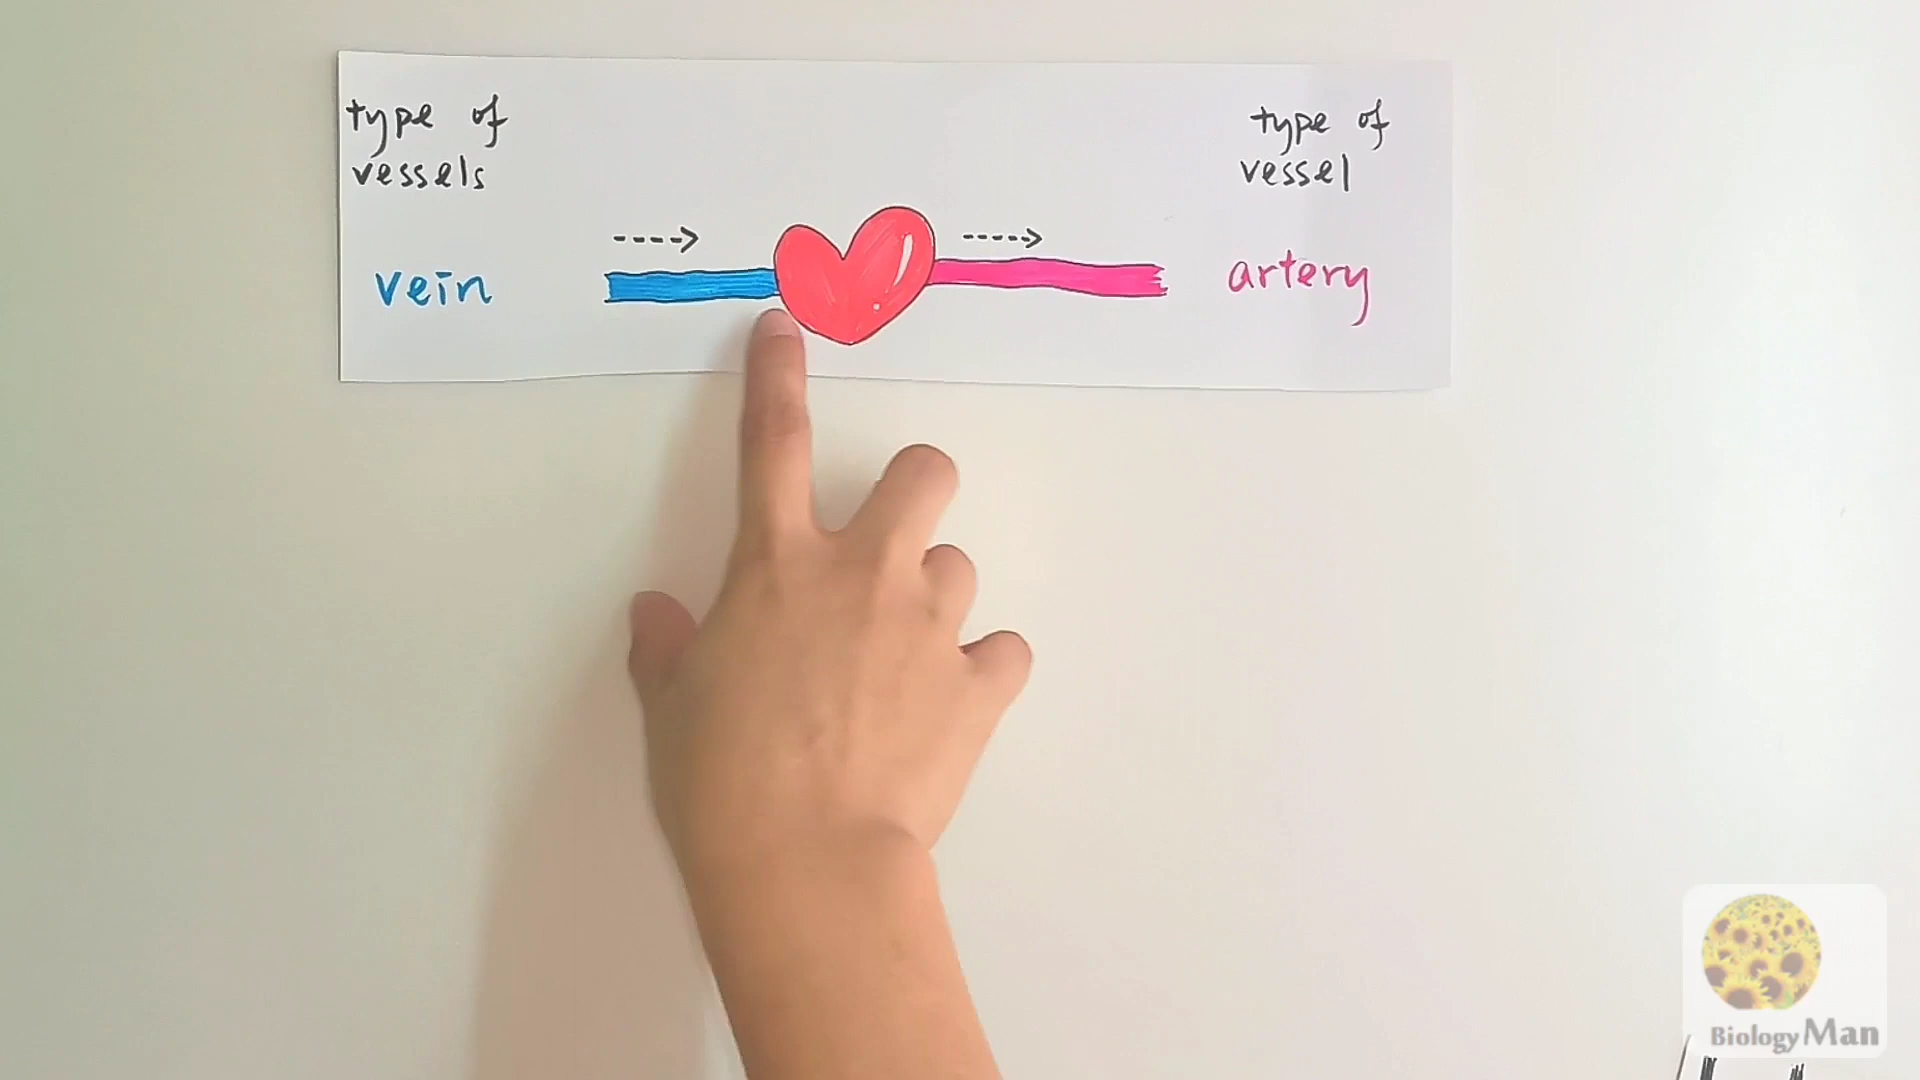 type of
vessels
vein
type of
vessel
artery
Biology Man